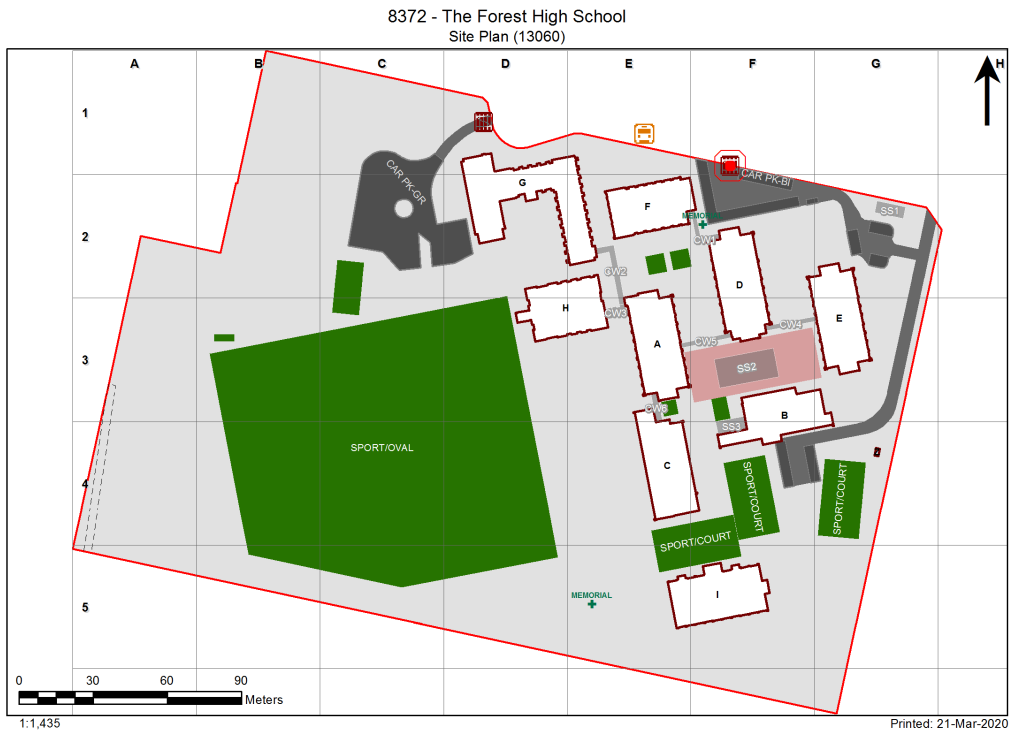 8372 - The Forest High School
Site Plan (13060)
A B C D E F G H
1
CAR PK-GR
CAR PK-BI
G
F
SS1
MEMORIAL
2
CW1
CW2
D
H
CW3
E
A
CW5
CW4
3
SS2
CW6
B
SS3
SPORT/OVAL
C
4
SPORT/COURT
SPORT/COURT
SPORT/COURT
I
MEMORIAL
5
0 30 60 90
Meters
1:1,435
Printed: 21-Mar-2020